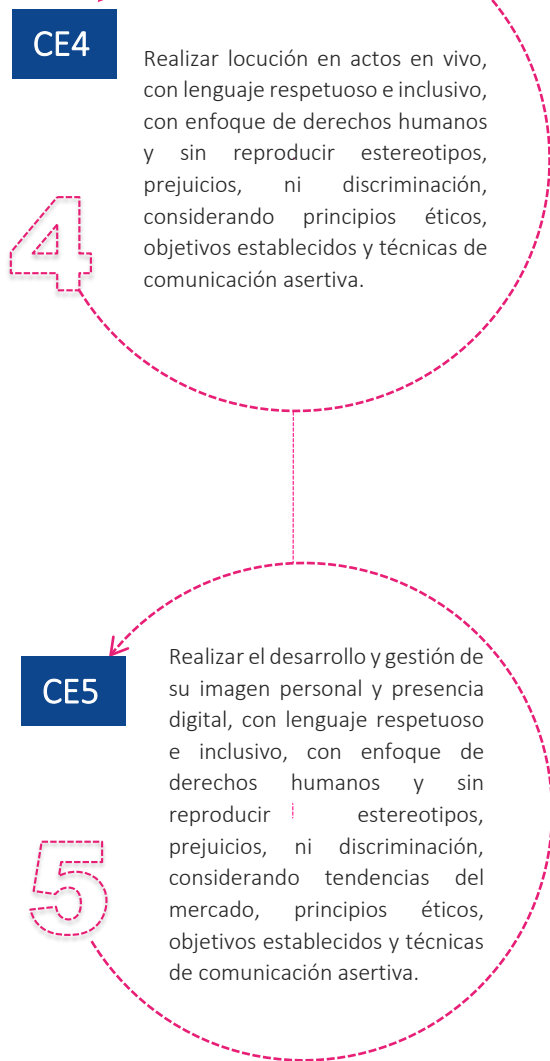 CE4
Realizar locución en actos en vivo,
con lenguaje respetuoso e inclusivo,
con enfoque de derechos humanos
y sin reproducir estereotipos,
prejuicios, ni discriminación,
considerando principios éticos,
objetivos establecidos y técnicas de
comunicación asertiva.
4
CE5
Realizar el desarrollo y gestión de
su imagen personal y presencia
digital, con lenguaje respetuoso
e inclusivo, con enfoque de
derechos humanos y sin
reproducir estereotipos,
prejuicios, ni discriminación,
considerando tendencias del
mercado, principios éticos,
objetivos establecidos y técnicas
de comunicación asertiva.
5